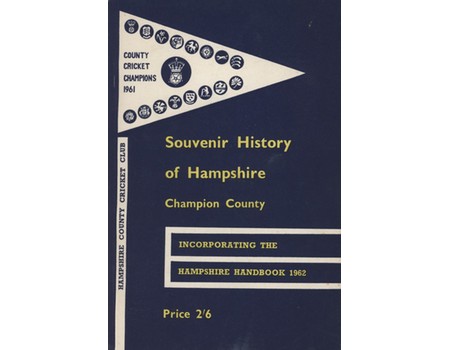 COUNTY
CRICKET
CHAMPIONS
1961
HAMPSHIRE COUNTY CRICKET CLUB
Souvenir History
of Hampshire
Champion County
INCORPORATING THE
HAMPSHIRE HANDBOOK 1962
Price 2'6